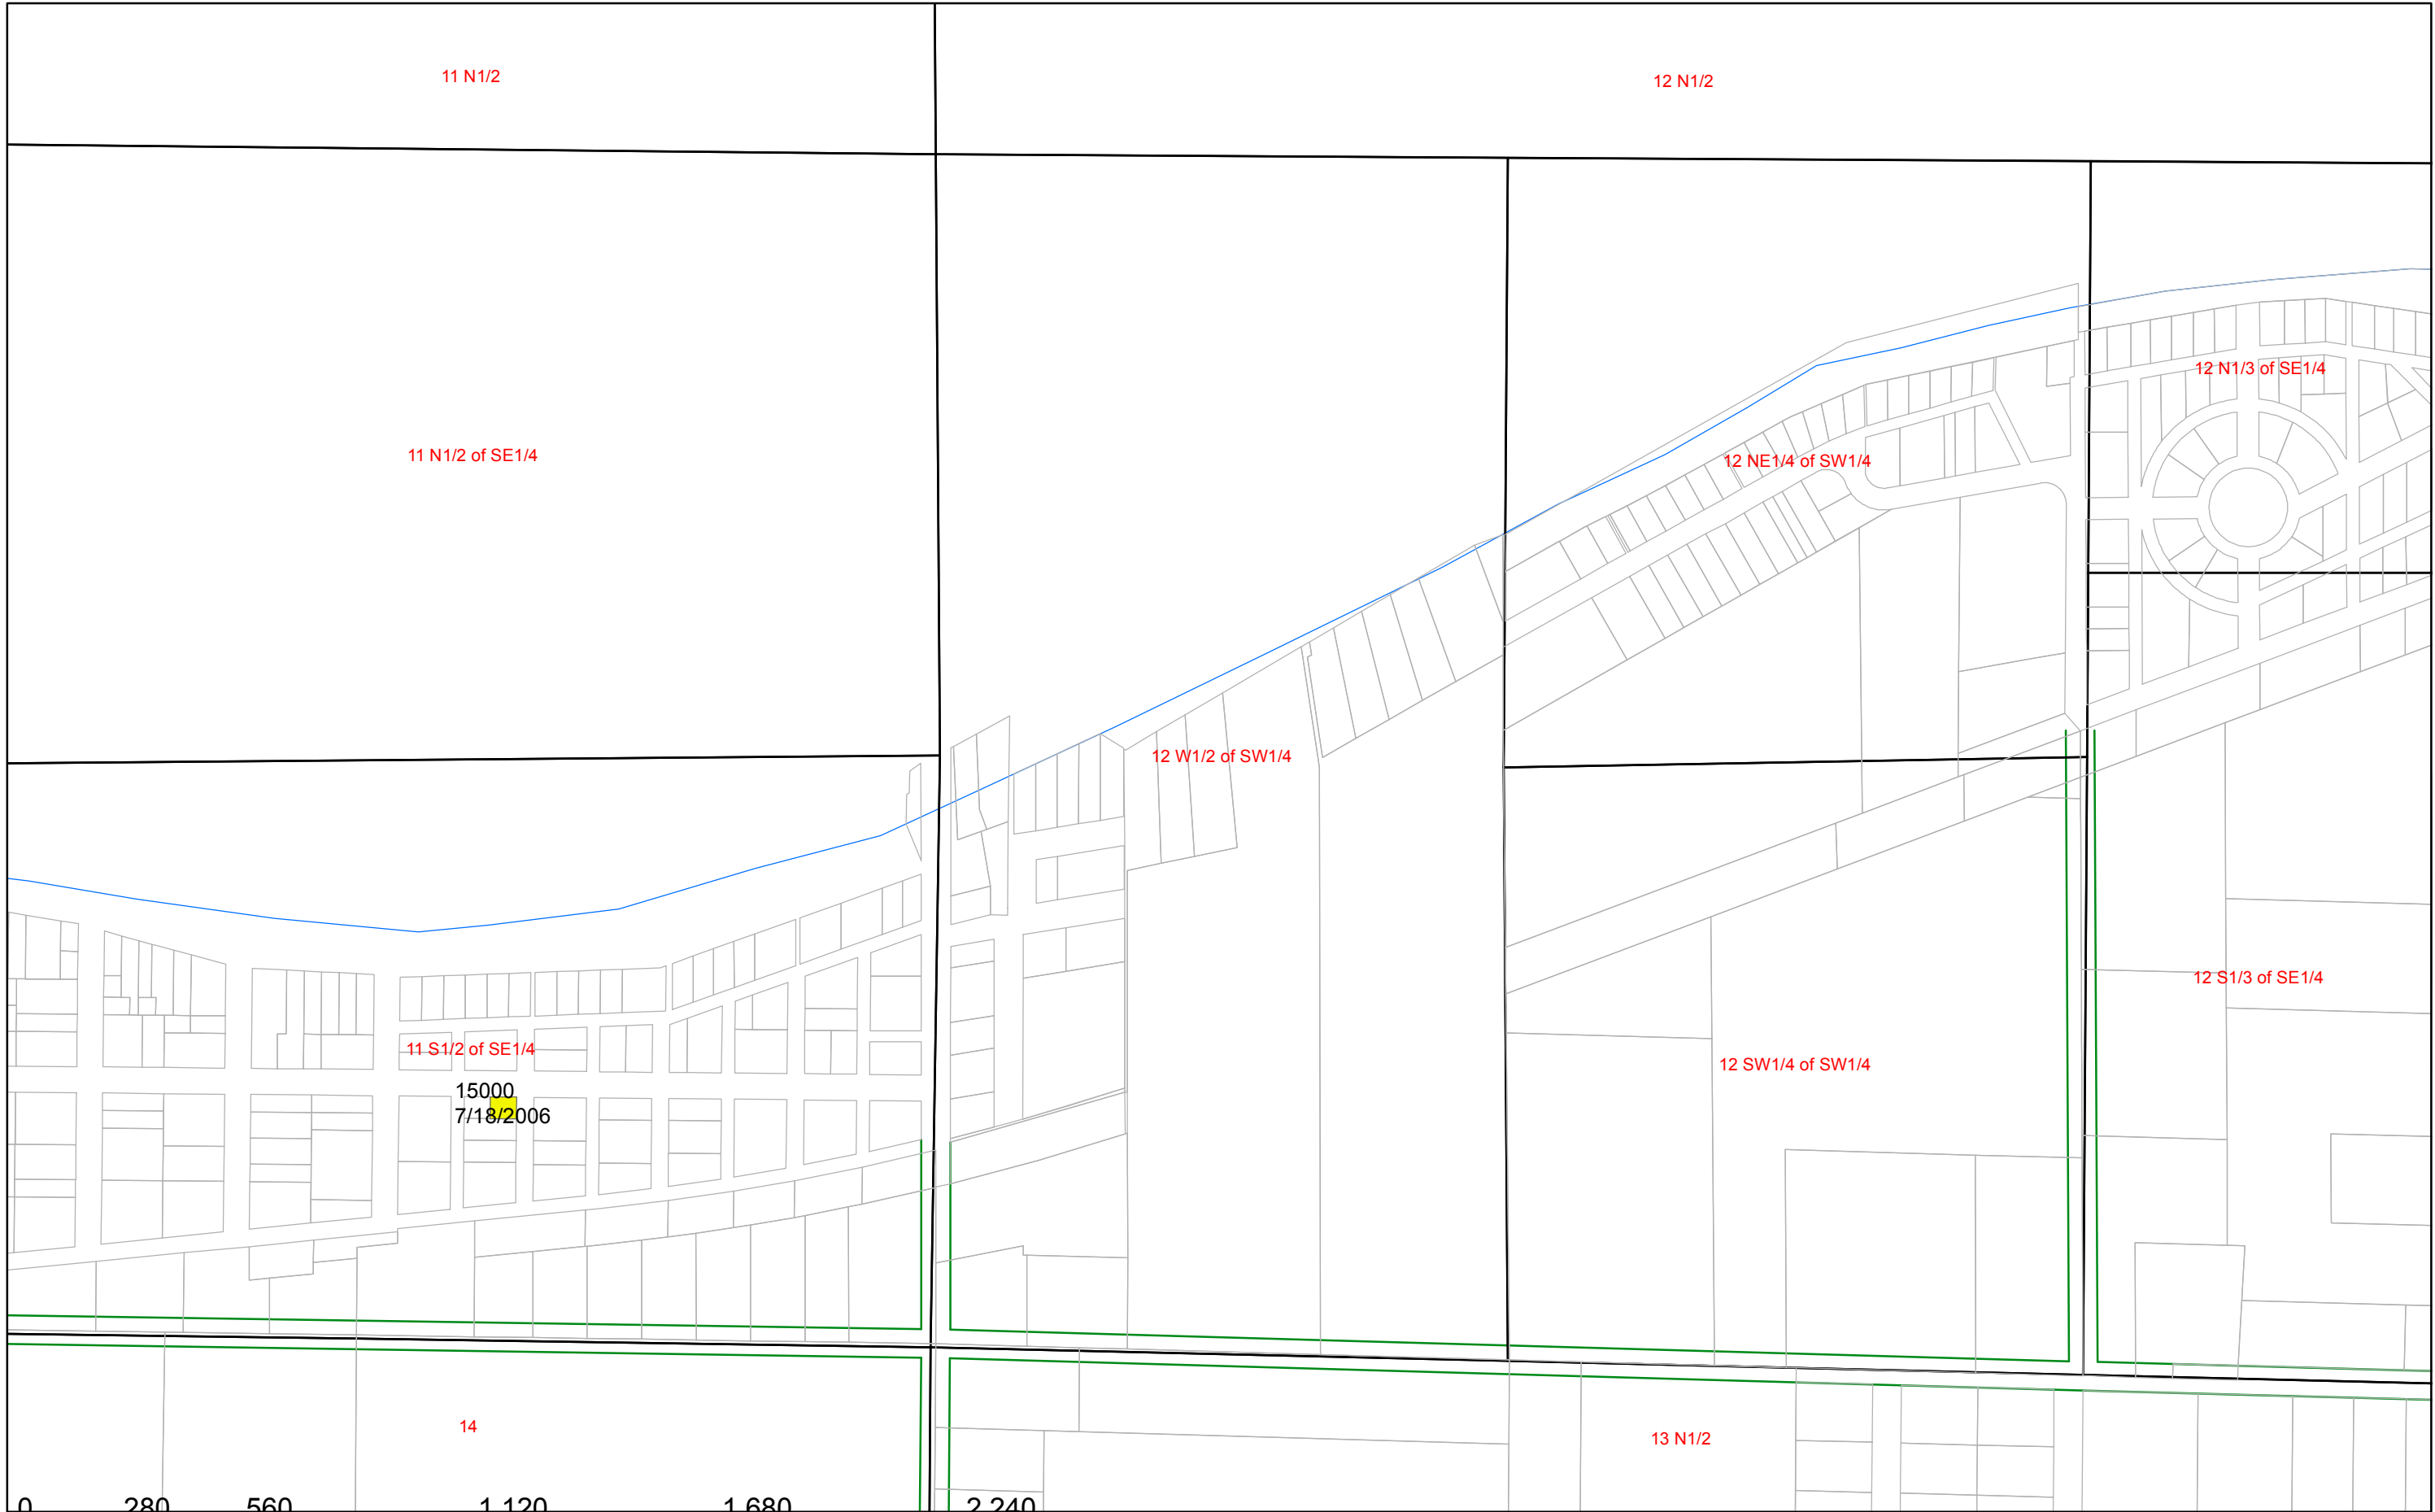 11 N1/2
12 N1/2
12 N1/3 of SE1/4
11 N1/2 of SE1/4
12 NE1/4 of SW1/4
12 W1/2 of SW1/4
12 S1/3 of SE1/4
11 S1/2 of SE1/4
12 SW1/4 of SW1/4
15000
7/18/2006
14
13 N1/2
0 280 560 1,120 1,680 2,240